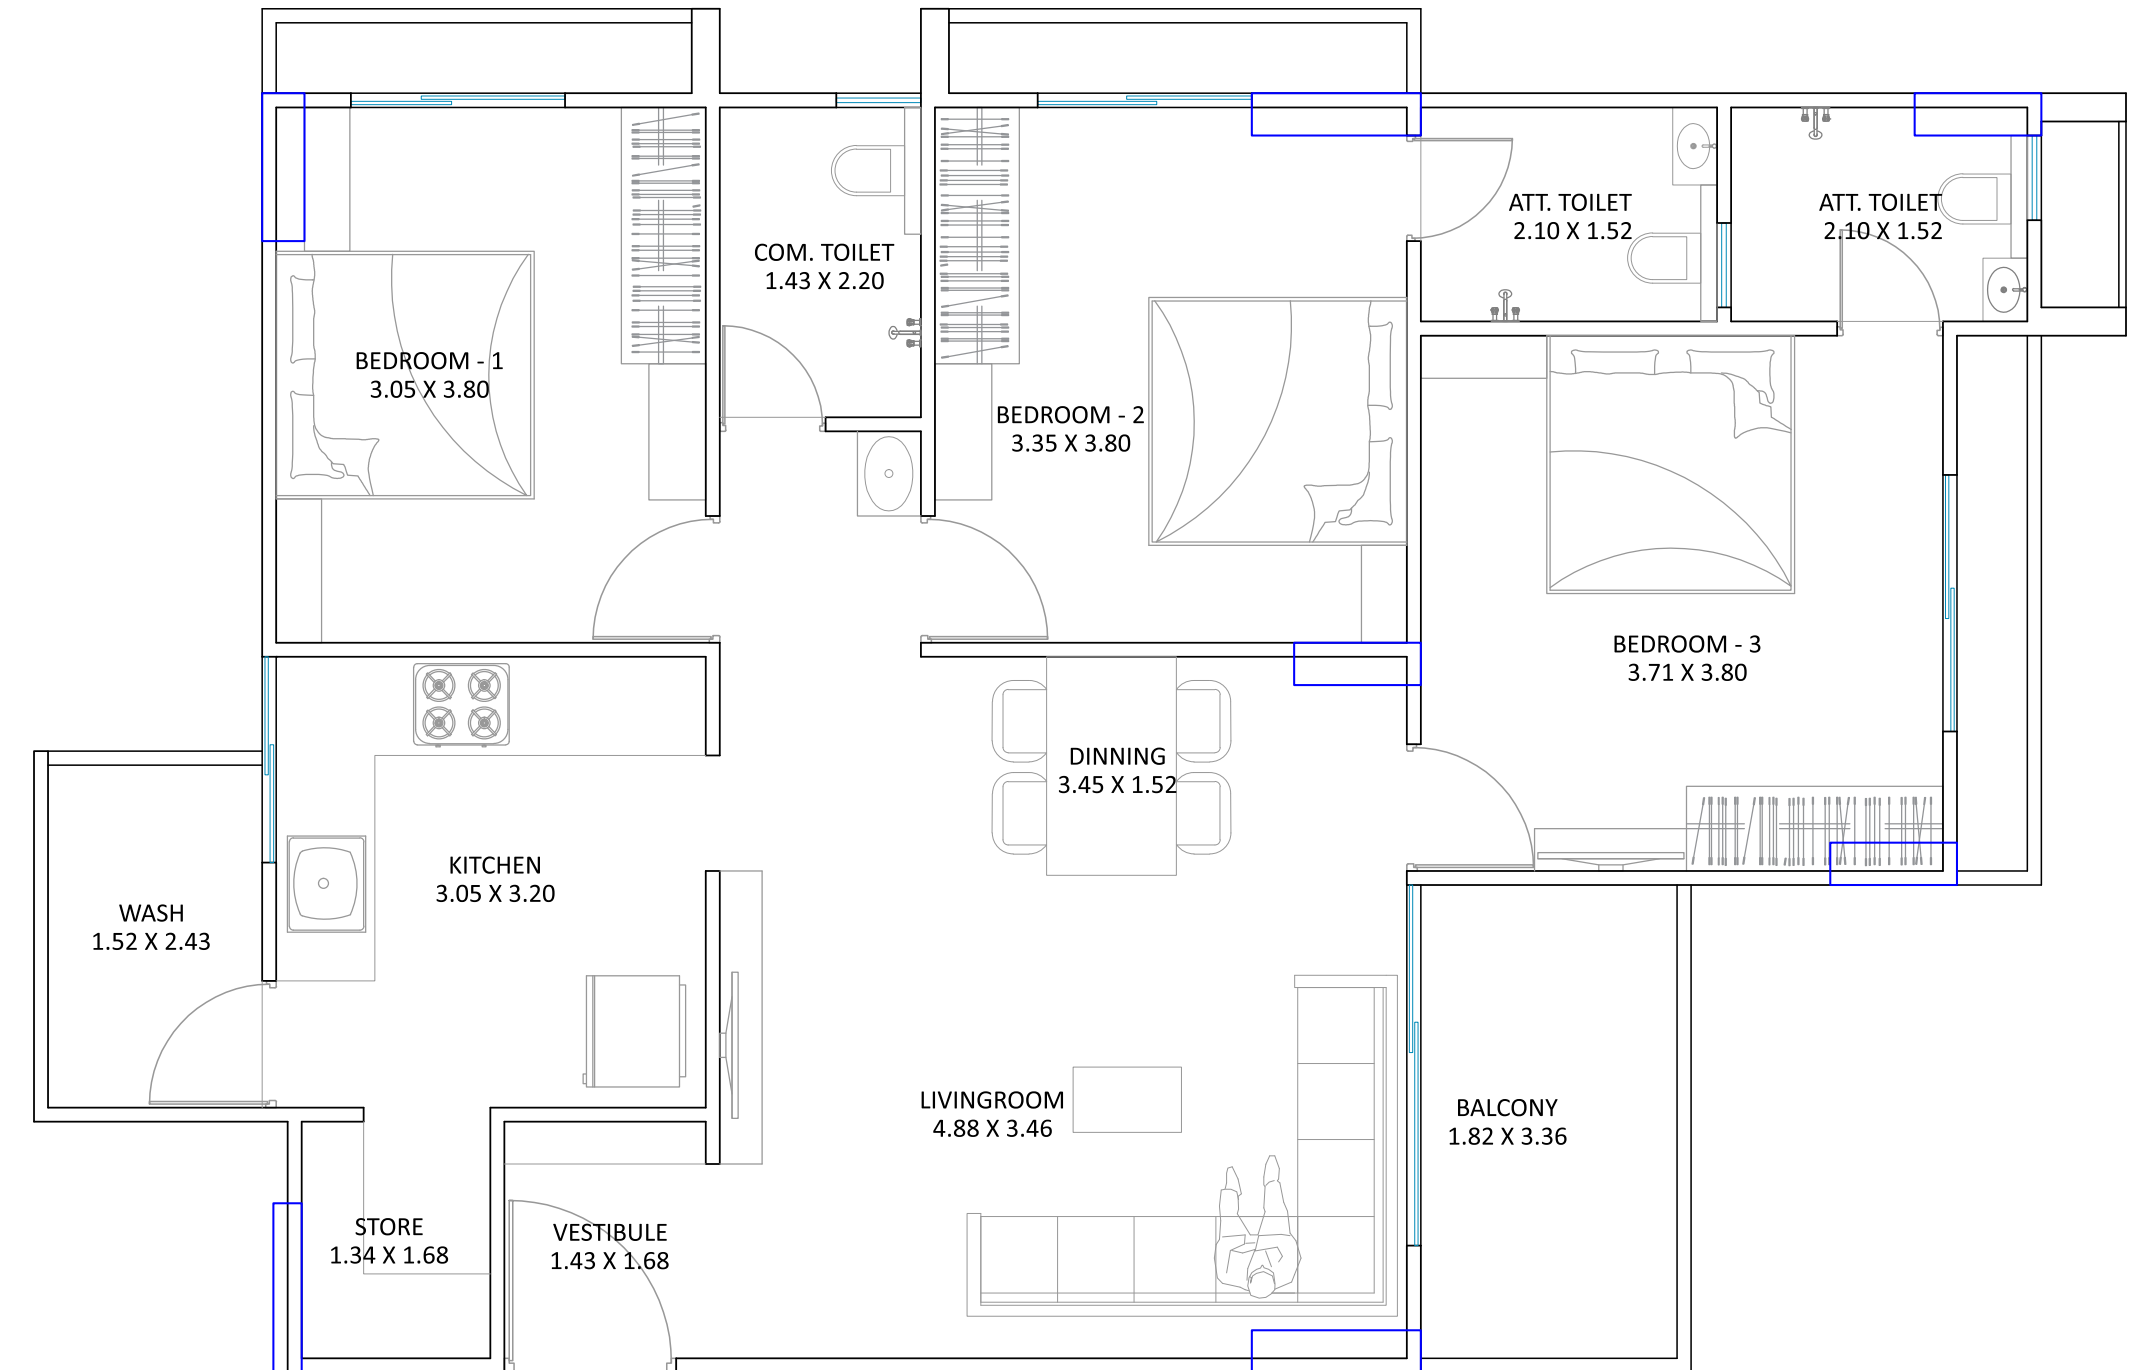 ATT. TOILET
2.10 X 1.52
ATT. TOILET
2.10 X 1.52
COM. TOILET
1.43 X 2.20
BEDROOM - 1
3.05 X 3.80
BEDROOM - 2
3.35 X 3.80
BEDROOM - 3
3.71 X 3.80
DINNING
3.45 X 1.52
KITCHEN
3.05 X 3.20
WASH
1.52 X 2.43
LIVINGROOM
4.88 X 3.46
BALCONY
1.82 X 3.36
STORE
1.34 X 1.68
VESTIBULE
1.43 X 1.68